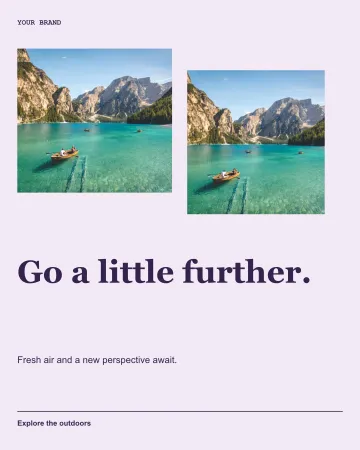 YOUR BRAND
Go a little further.
Fresh air and a new perspective await.
Explore the outdoors